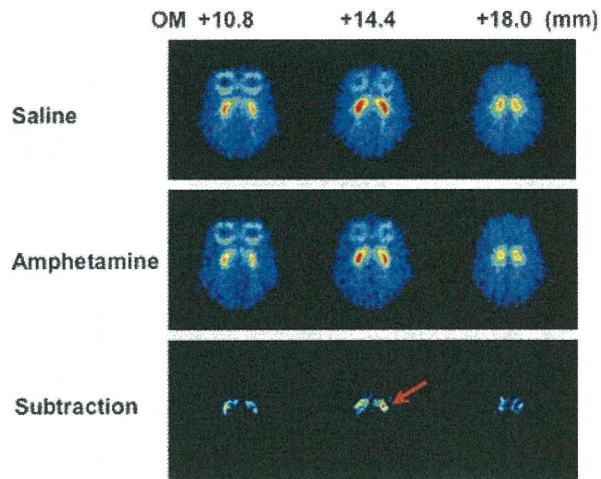 OM +10.8 +14.4 +18.0 (mm)
Saline
Amphetamine
Subtraction